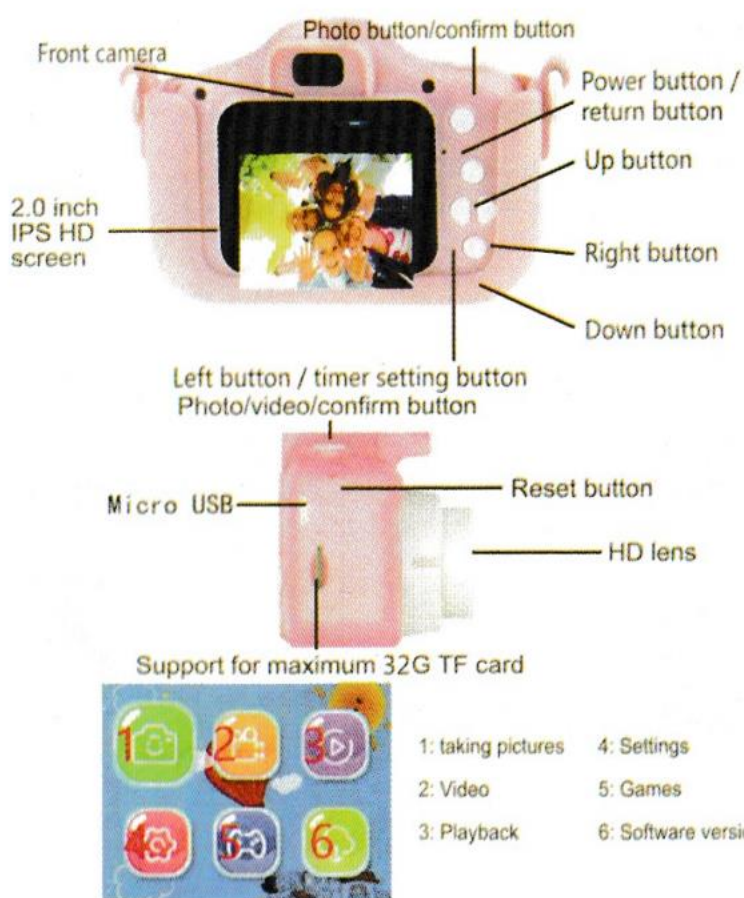 Photo button/confirm button
Front camera
Power button /
return button
Up button
2.0 inch
IPS HD
screen
Right button
Down button
Left button / timer setting button
Photo/video/confirm button
Micro USB
Reset button
HD lens
Support for maximum 32G TF card
1 2 3
4 5 6
1: taking pictures 4: Settings
2: Video 5: Games
3: Playback 6: Software versi